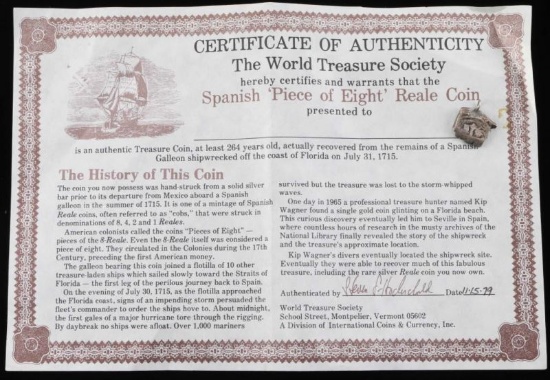 CERTIFICATE OF AUTHENTICITY
The World Treasure Society
hereby certifies and warrants that the
Spanish 'Piece of Eight' Reale Coin
presented to
is an authentic Treasure Coin, at least 264 years old, actually recovered from the remains of a Spanish
Galleon shipwrecked off the coast of Florida on July 31, 1715.
The History of This Coin
The coin you now possess was hand-struck from a solid silver
bar prior to its departure from Mexico aboard a Spanish
galleon in the summer of 1715. It is one of a mintage of Spanish
Reale coins, often referred to as "cobs," that were struck in
denominations of 8, 4, 2 and 1 Reales.
American colonists called the coins "Pieces of Eight" —
pieces of the 8-Reale. Even the 8-Reale itself was considered a
piece of eight. They circulated in the Colonies during the 17th
Century, preceding the first American money.
The galleon bearing this coin joined a flotilla of 10 other
treasure-laden ships which sailed slowly toward the Straits of
Florida — the first leg of the perilous journey back to Spain.
On the evening of July 30, 1715, as the flotilla approached
the Florida coast, signs of an impending storm persuaded the
fleet's commander to order the ships hove to. About midnight,
the first gales of a major hurricane tore through the rigging.
By daybreak no ships were afloat. Over 1,000 mariners
survived but the treasure was lost to the storm-whipped
waves.
One day in 1965 a professional treasure hunter named Kip
Wagner found a single gold coin glinting on a Florida beach.
This curious discovery eventually led him to Seville in Spain,
where countless hours of research in the musty archives of the
National Library finally revealed the story of the shipwreck
and the treasure's approximate location.
Kip Wagner's divers eventually located the shipwreck site.
Eventually they were able to recover much of this fabulous
treasure, including the rare silver Reale coin you now own.
Authenticated by Date 11-15-79
World Treasure Society
School Street, Montpelier, Vermont 05602
A Division of International Coins & Currency, Inc.